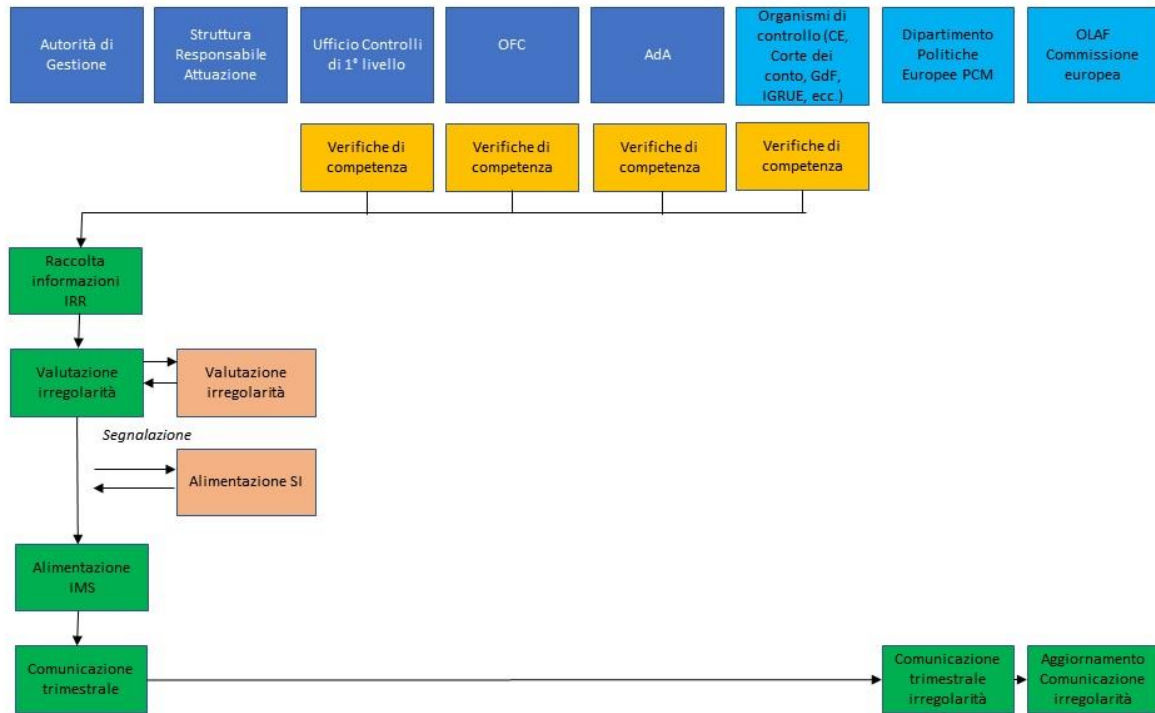 Autorità di
Gestione
Struttura
Responsabile
Attuazione
Ufficio Controlli
di 1° livello
OFC
AdA
Organismi di
controllo (CE,
Corte dei
conto, GdF,
IGRUE, ecc.)
Dipartimento
Politiche
Europee PCM
OLAF
Commissione
europea
Verifiche di
competenza
Verifiche di
competenza
Verifiche di
competenza
Verifiche di
competenza
Raccolta
informazioni
IRR
Valutazione
irregolarità
Valutazione
irregolarità
Segnalazione
Alimentazione SI
Alimentazione
IMS
Comunicazione
trimestrale
Comunicazione
trimestrale
irregolarità
Aggiornamento
Comunicazione
irregolarità